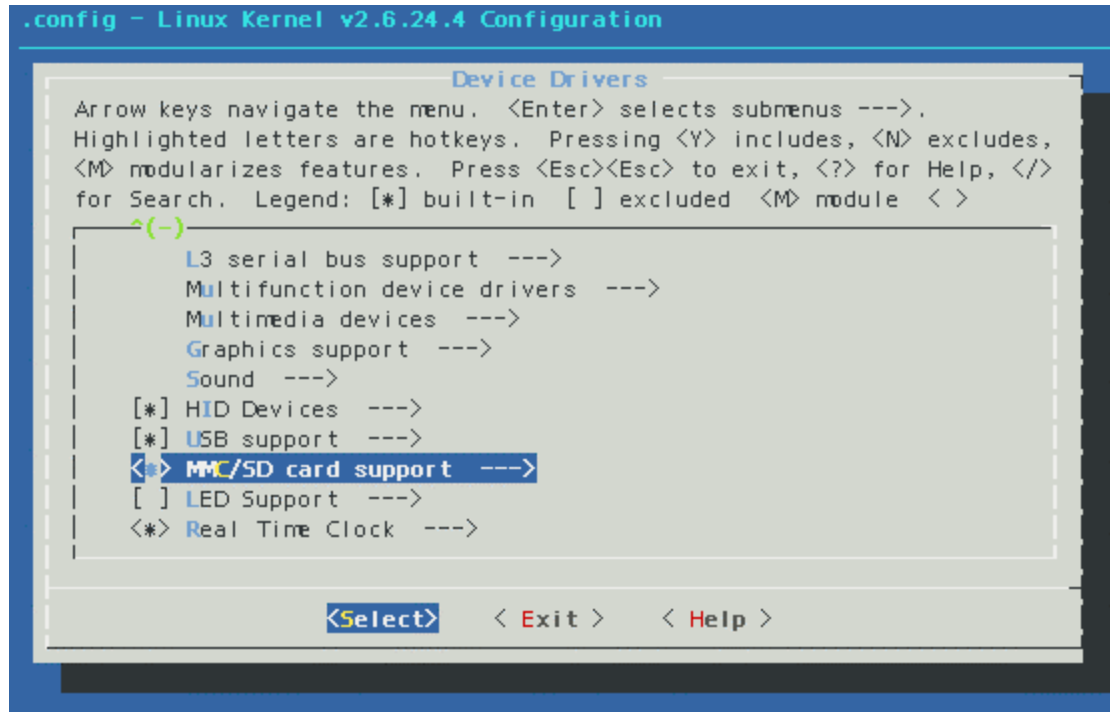 .config - Linux Kernel v2.6.24.4 Configuration
Device Drivers
Arrow keys navigate the menu. <Enter> selects submenus --->.
Highlighted letters are hotkeys. Pressing <Y> includes, <N> excludes,
<M> modularizes features. Press <Esc><Esc> to exit, <?> for Help, </>
for Search. Legend: [*] built-in [ ] excluded <M> module < >
^(-)
L3 serial bus support --->
Multifunction device drivers --->
Multimedia devices --->
Graphics support --->
Sound --->
[*] HID Devices --->
[*] USB support --->
<*> MMC/SD card support --->
[ ] LED Support --->
<*> Real Time Clock --->
<Select> < Exit > < Help >